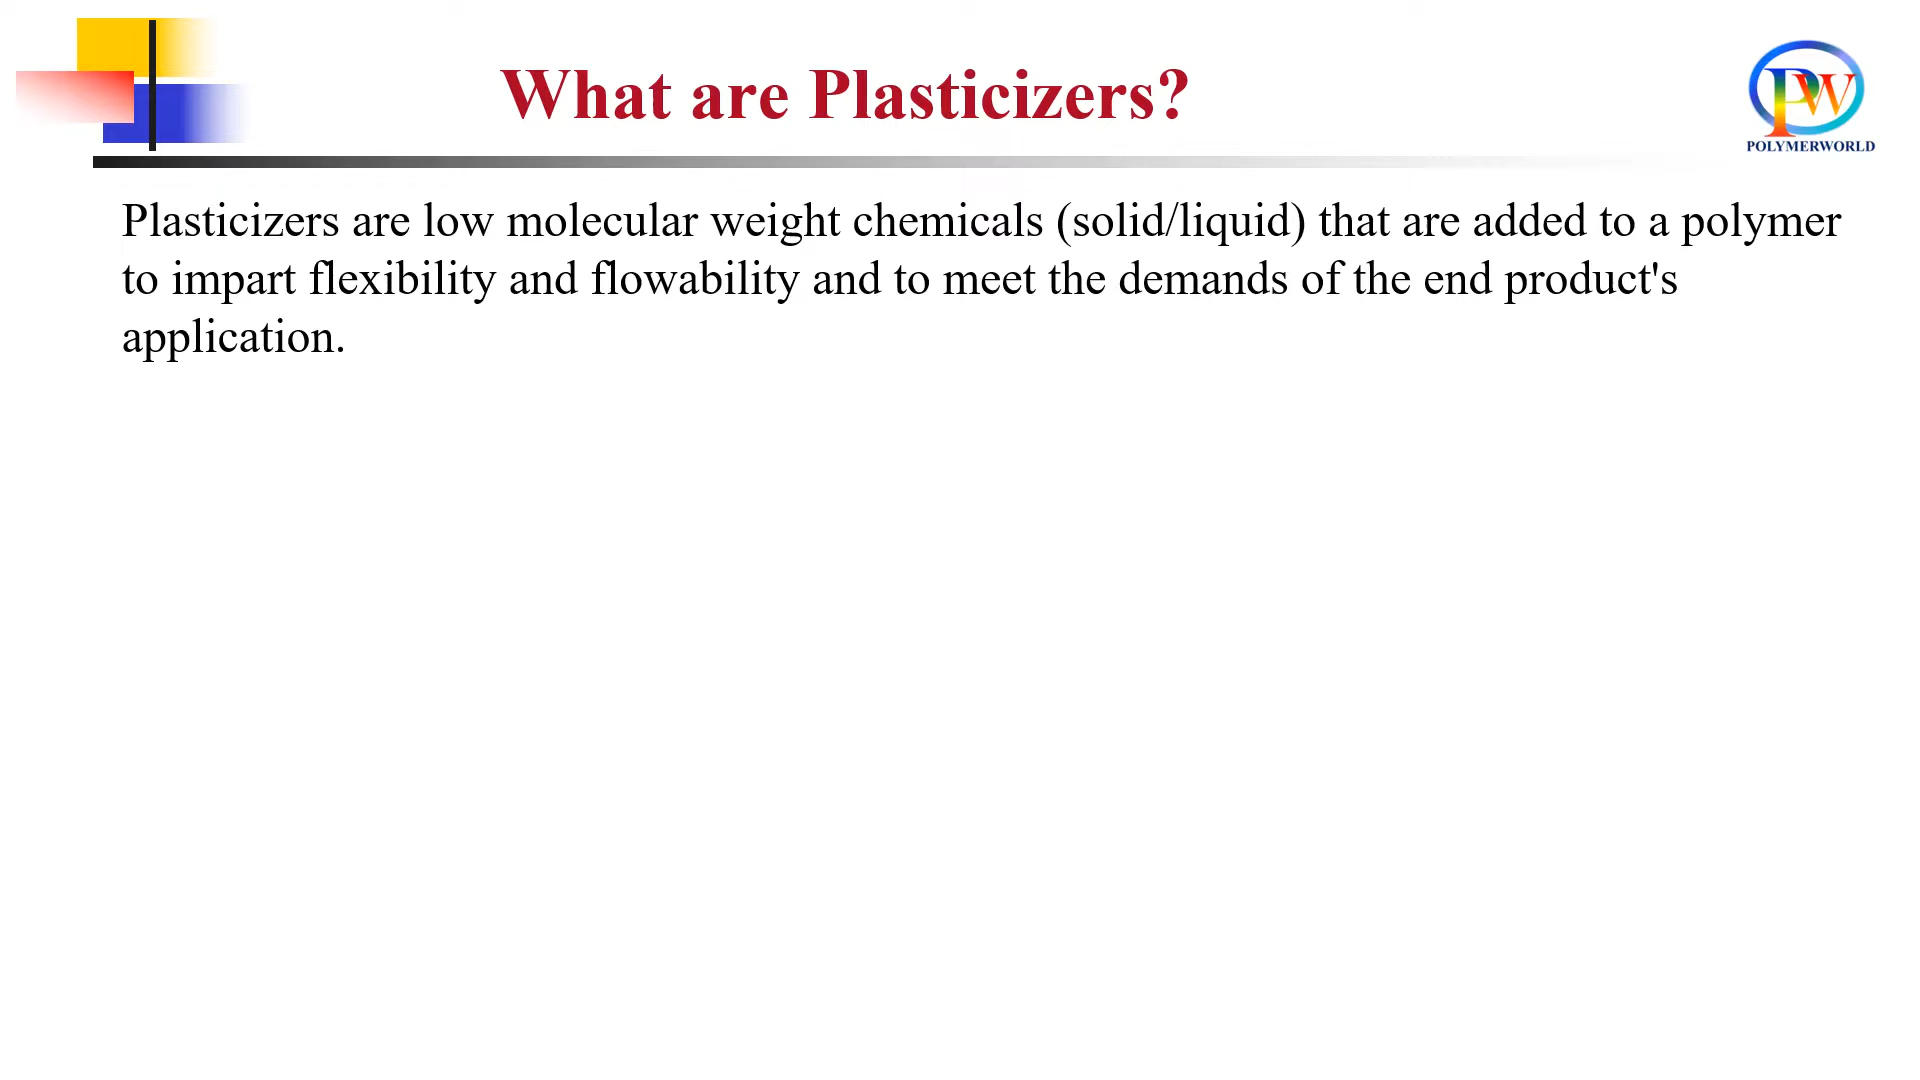 What are Plasticizers?
PW
POLYMERWORLD
Plasticizers are low molecular weight chemicals (solid/liquid) that are added to a polymer
to impart flexibility and flowability and to meet the demands of the end product's
application.